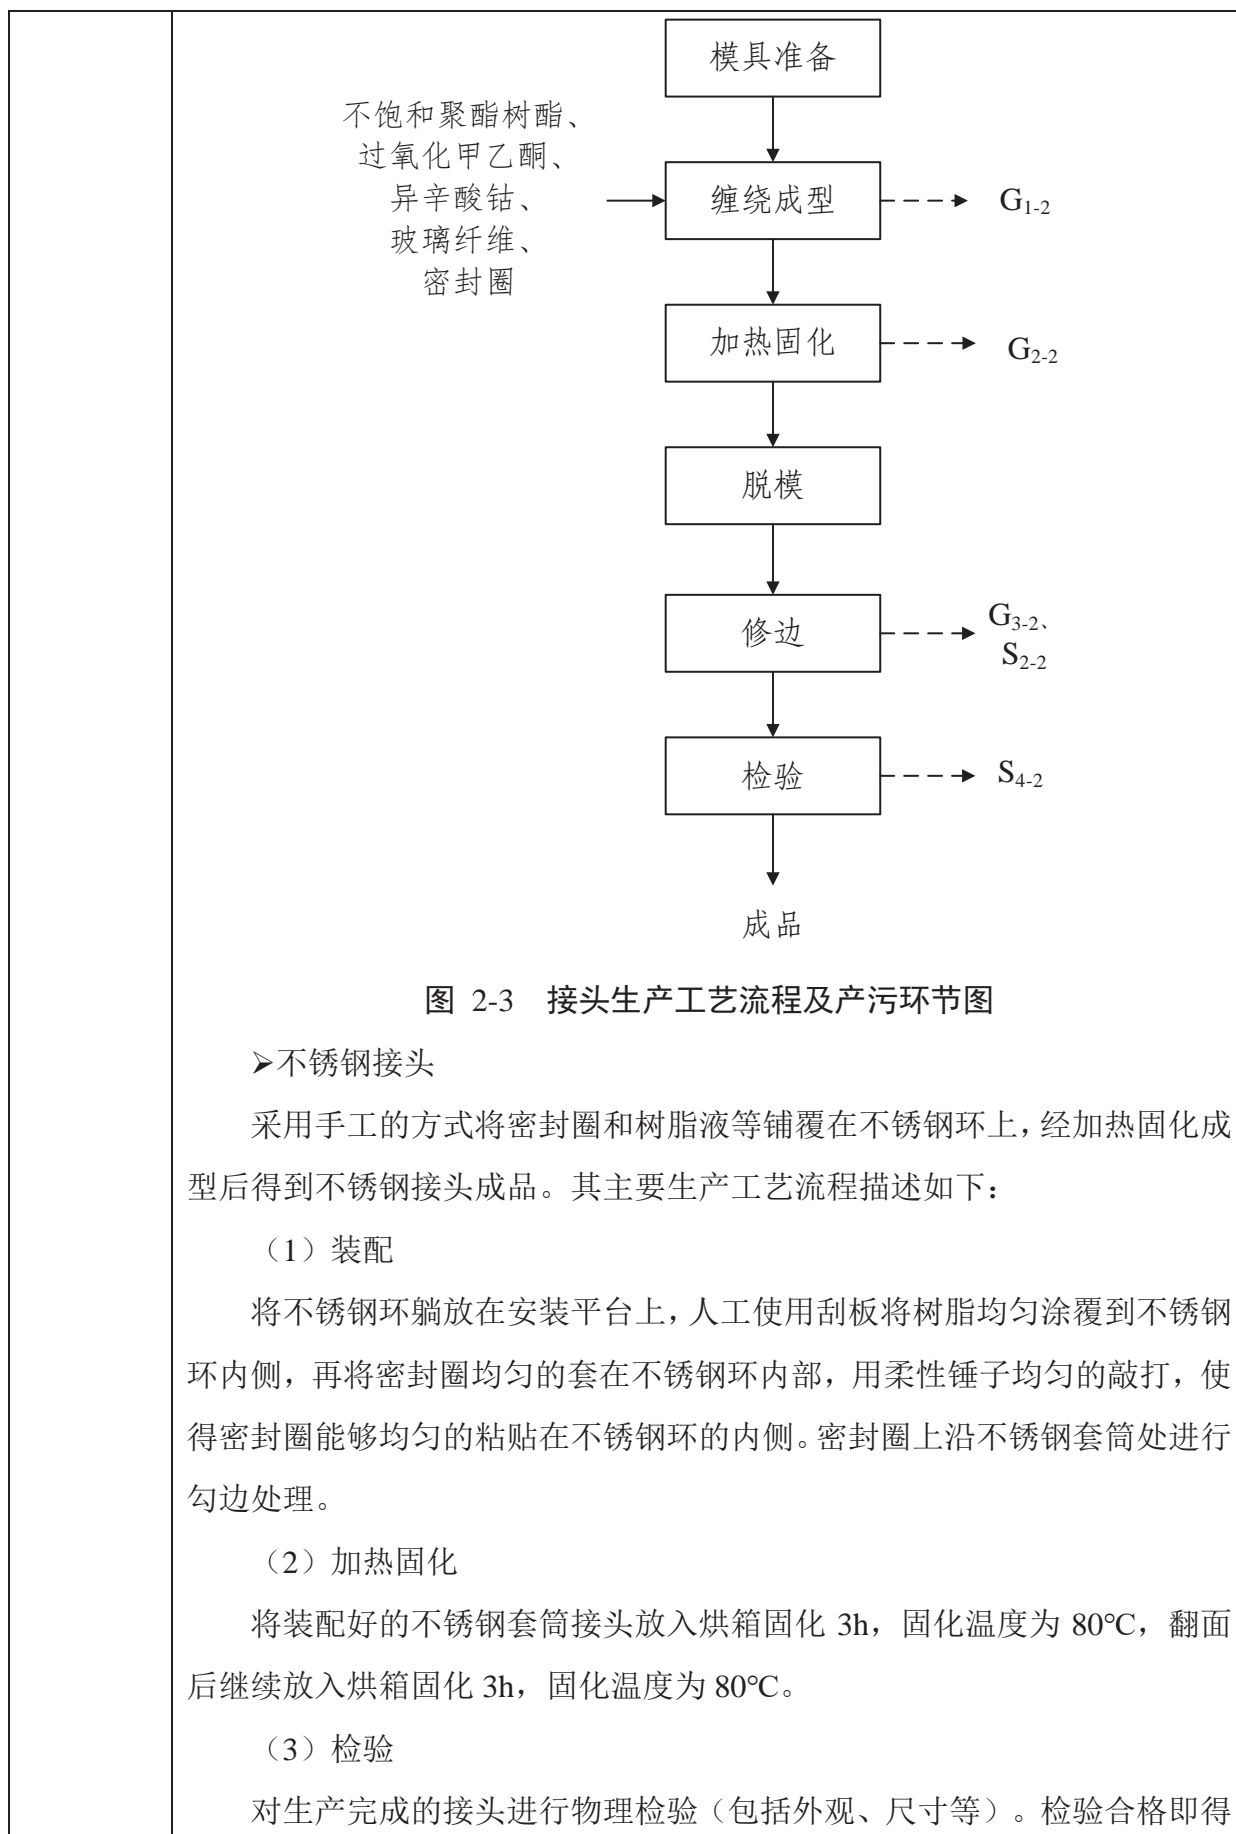 模具准备
不饱和聚酯树酯、
过氧化甲乙酮、
异辛酸钴、
玻璃纤维、
密封圈
缠绕成型
G1-2
加热固化
G2-2
脱模
修边
G3-2、
S2-2
检验
S4-2
成品
图 2-3 接头生产工艺流程及产污环节图
➢不锈钢接头
采用手工的方式将密封圈和树脂液等铺覆在不锈钢环上，经加热固化成
型后得到不锈钢接头成品。其主要生产工艺流程描述如下：
（1）装配
将不锈钢环躺放在安装平台上，人工使用刮板将树脂均匀涂覆到不锈钢
环内侧，再将密封圈均匀的套在不锈钢环内部，用柔性锤子均匀的敲打，使
得密封圈能够均匀的粘贴在不锈钢环的内侧。密封圈上沿不锈钢套筒处进行
勾边处理。
（2）加热固化
将装配好的不锈钢套筒接头放入烘箱固化 3h，固化温度为 80℃，翻面
后继续放入烘箱固化 3h，固化温度为 80℃。
（3）检验
对生产完成的接头进行物理检验（包括外观、尺寸等）。检验合格即得